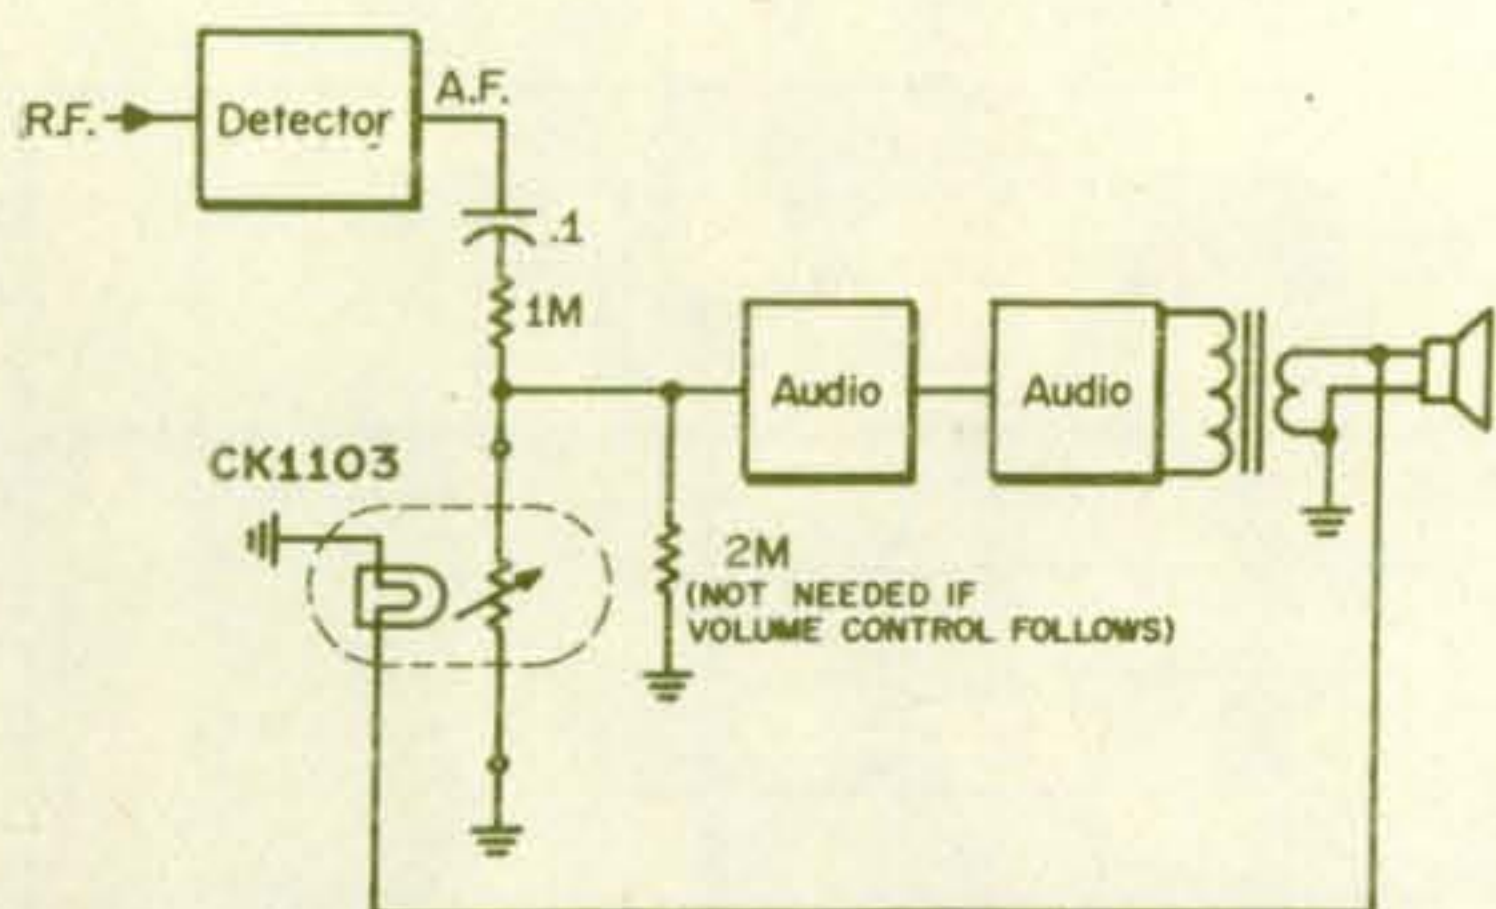 R.F.
Detector
A.F.
.1
1M
Audio
Audio
CK1103
2M
(NOT NEEDED IF
VOLUME CONTROL FOLLOWS)